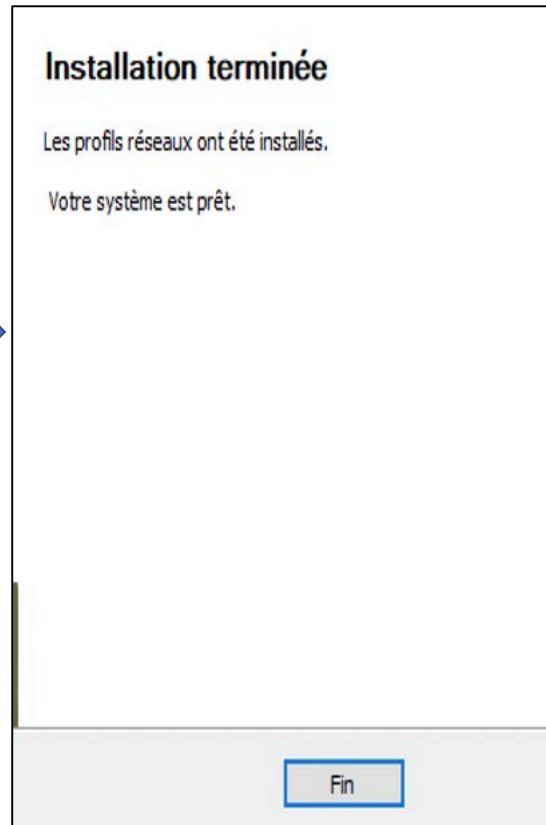 Installation terminée
Les profils réseaux ont été installés.
Votre système est prêt.
Fin